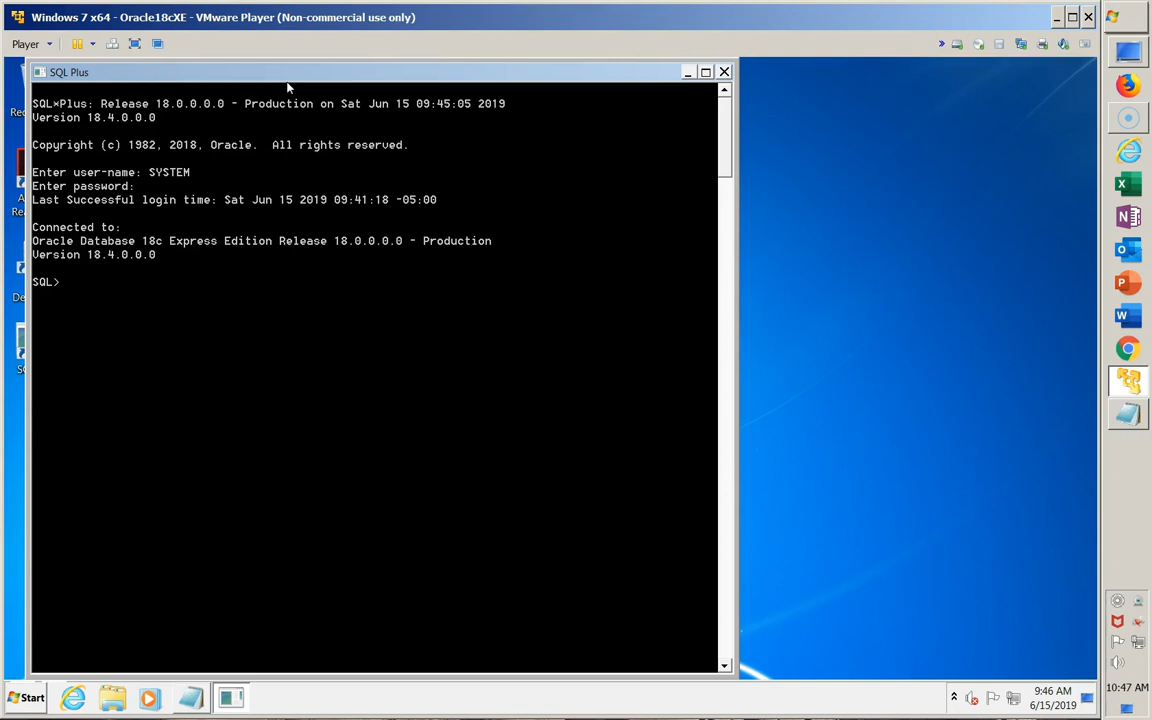 Windows 7 x64 - Oracle18cXE - VMware Player (Non-commercial use only)
Player
SQL Plus
SQL*Plus: Release 18.0.0.0.0 - Production on Sat Jun 15 09:45:05 2019
Version 18.4.0.0.0
Copyright (c) 1982, 2018, Oracle.  All rights reserved.
Enter user-name: SYSTEM
Enter password:
Last Successful login time: Sat Jun 15 2019 09:41:18 -05:00
Connected to:
Oracle Database 18c Express Edition Release 18.0.0.0.0 - Production
Version 18.4.0.0.0
SQL>
Rec
A
Rea
De
S
Start
9:46 AM
6/15/2019
10:47 AM